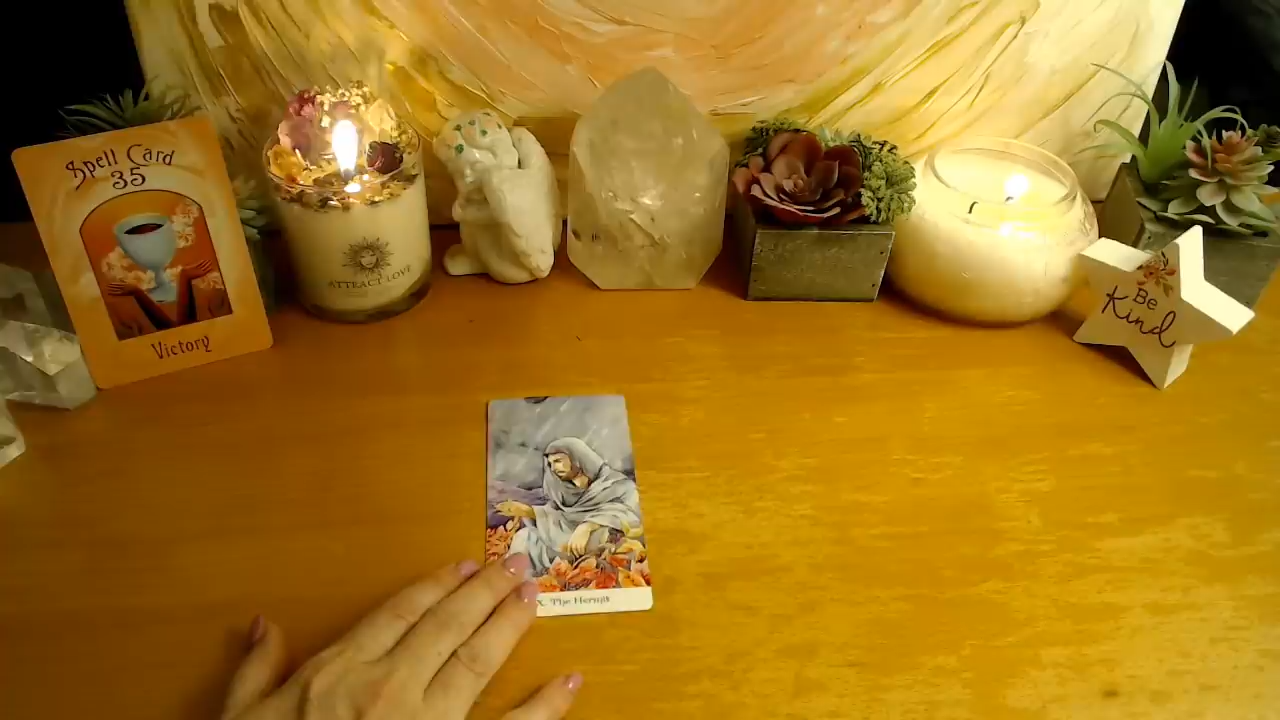 Spell Card
35
Victory
ATTRACT LOVE
Be
Kind
X The Hermit